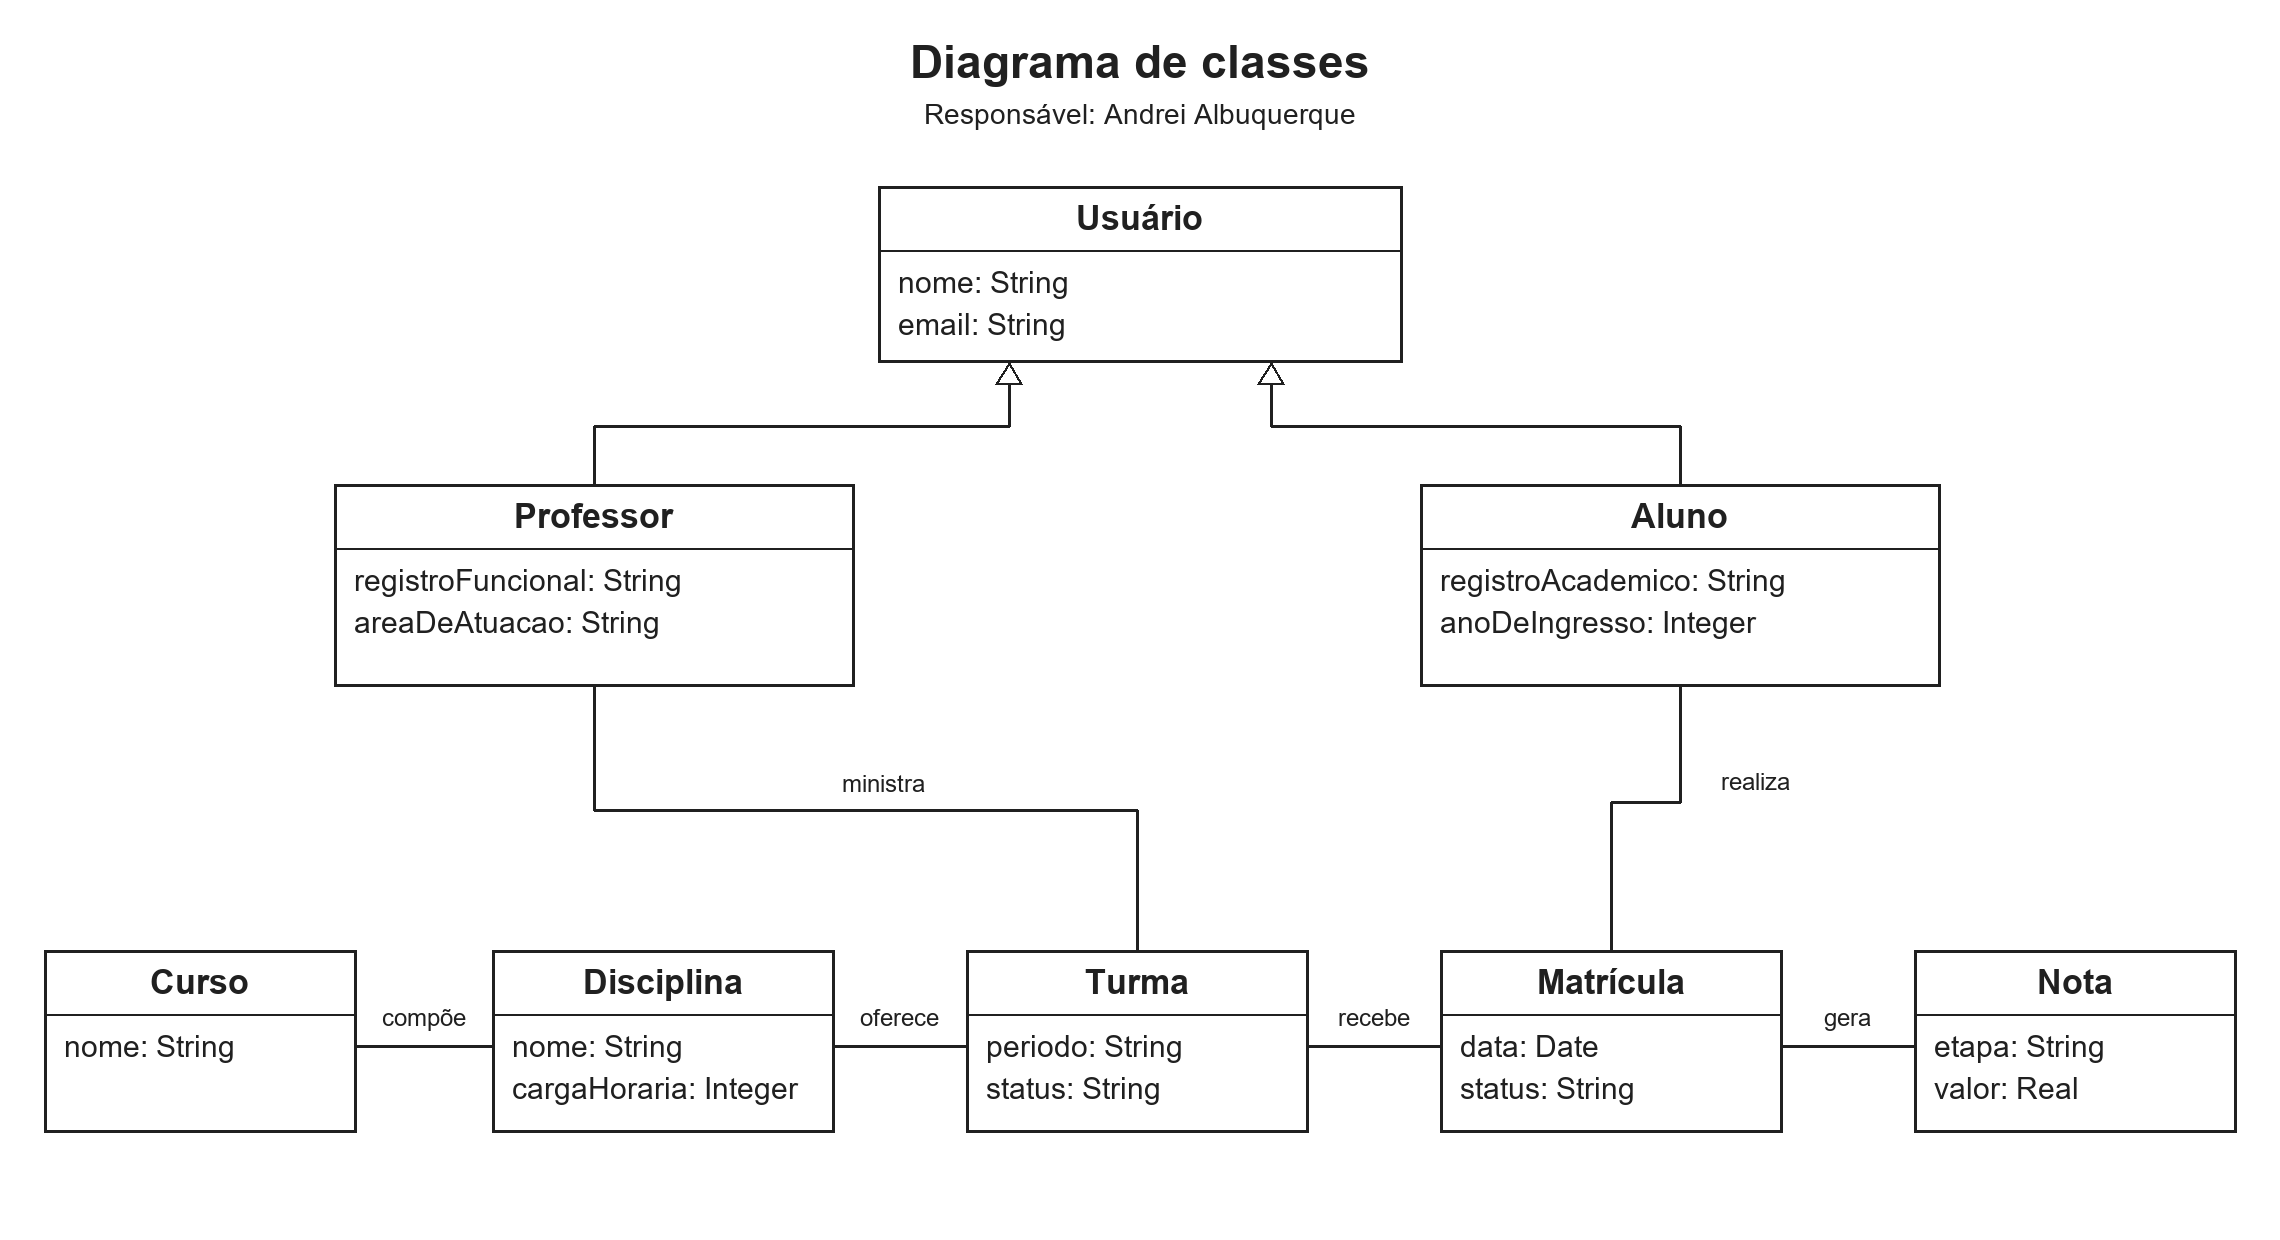 Diagrama de classes
Responsável: Andrei Albuquerque
Usuário
nome: String
email: String
Professor
registroFuncional: String
areaDeAtuacao: String
Aluno
registroAcademico: String
anoDeIngresso: Integer
ministra
realiza
Curso
nome: String
compõe
Disciplina
nome: String
cargaHoraria: Integer
oferece
Turma
periodo: String
status: String
recebe
Matrícula
data: Date
status: String
gera
Nota
etapa: String
valor: Real